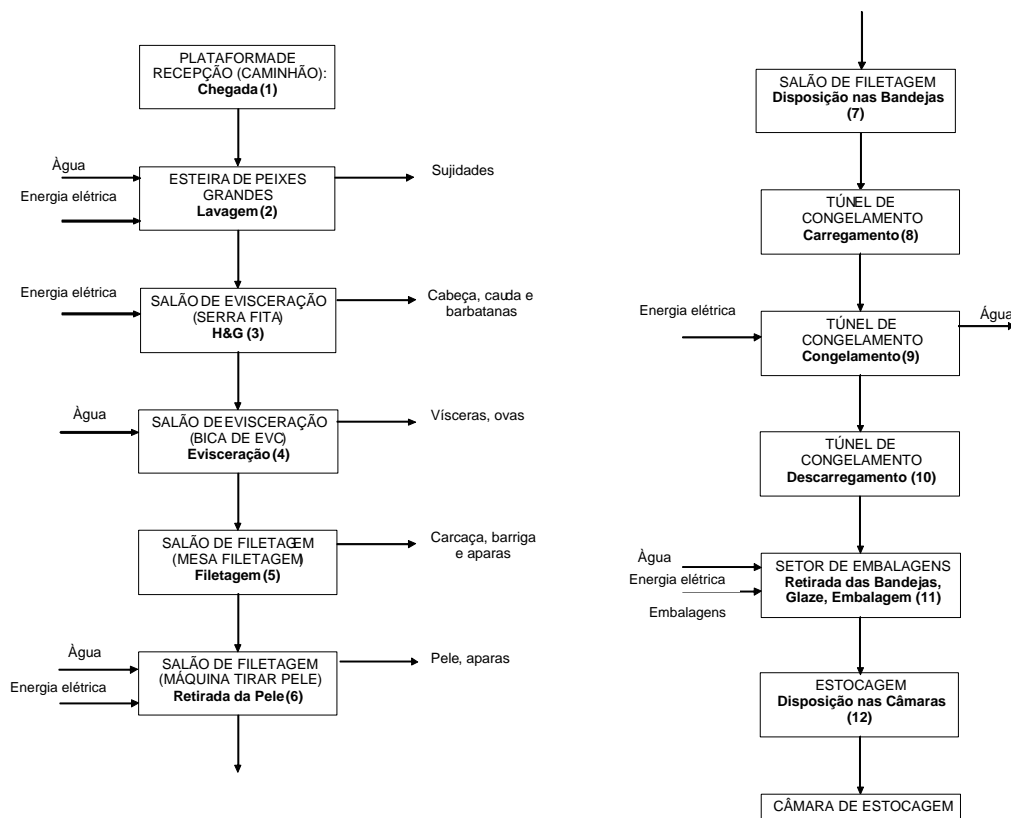 PLATAFORMA DE
RECEPÇÃO (CAMINHÃO):
Chegada (1)
Àgua
Energia elétrica
ESTEIRA DE PEIXES
GRANDES
Lavagem (2)
Sujidades
Energia elétrica
SALÃO DE EVISCERAÇÃO
(SERRA FITA)
H&G (3)
Cabeça, cauda e
barbatanas
Àgua
SALÃO DE EVISCERAÇÃO
(BICA DE EVC)
Evisceração (4)
Vísceras, ovas
SALÃO DE FILETAGEM
(MESA FILETAGEM)
Filetagem (5)
Carcaça, barriga
e aparas
Àgua
Energia elétrica
SALÃO DE FILETAGEM
(MÁQUINA TIRAR PELE)
Retirada da Pele (6)
Pele, aparas
SALÃO DE FILETAGEM
Disposição nas Bandejas
(7)
TÚNEL DE
CONGELAMENTO
Carregamento (8)
Energia elétrica
TÚNEL DE
CONGELAMENTO
Congelamento (9)
Água
TÚNEL DE
CONGELAMENTO
Descarregamento (10)
Àgua
Energia elétrica
Embalagens
SETOR DE EMBALAGENS
Retirada das Bandejas,
Glaze, Embalagem (11)
ESTOCAGEM
Disposição nas Câmaras
(12)
CÂMARA DE ESTOCAGEM